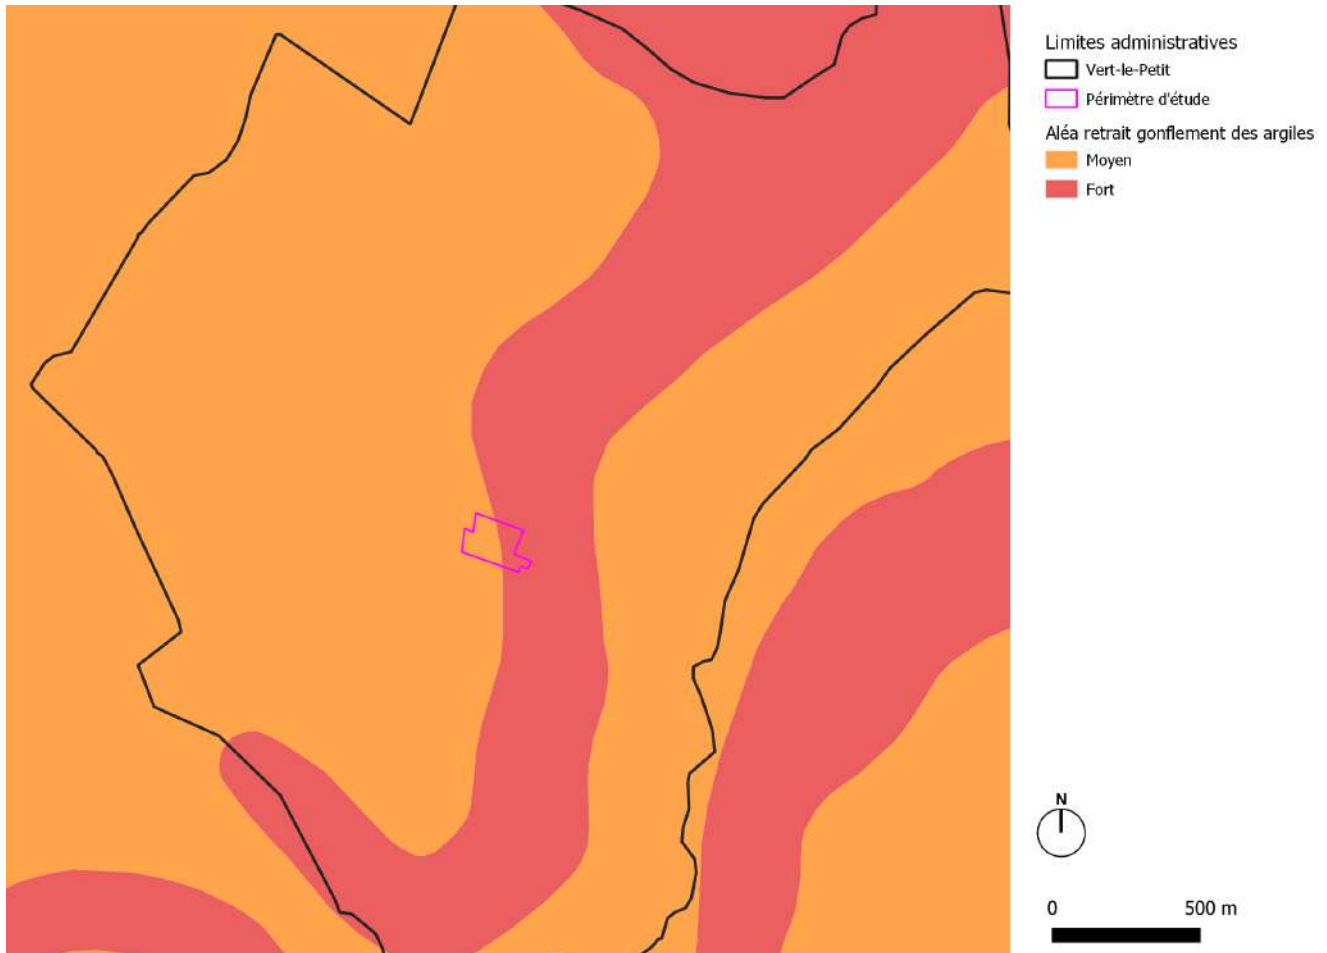 Limites administratives
Vert-le-Petit
Périmètre d'étude
Aléa retrait gonflement des argiles
Moyen
Fort
N
0 500 m